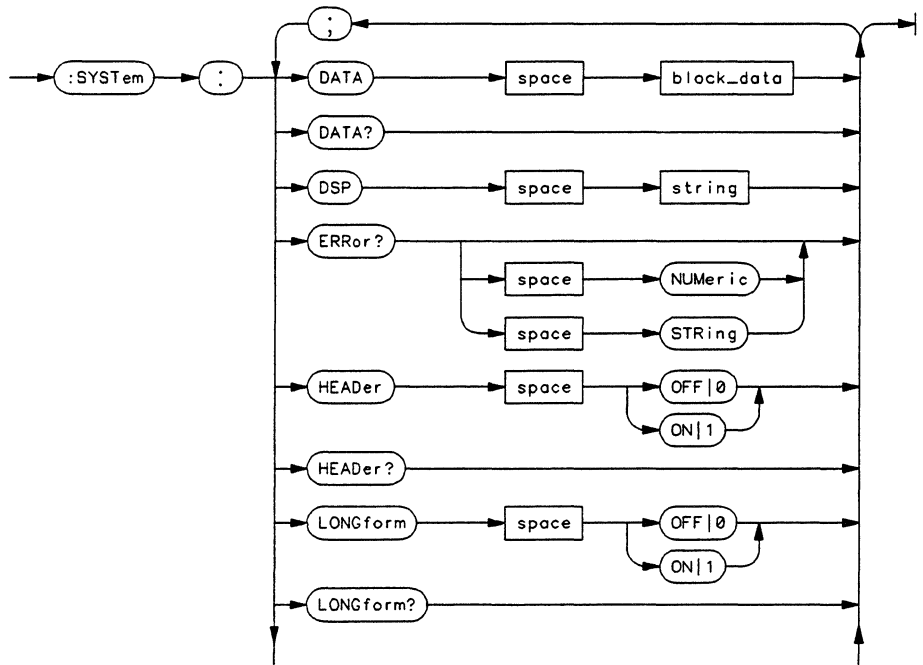 ;
:SYSTem : DATA space block_data
DATA?
DSP space string
ERRor?
space NUMeric
space STRing
HEADer space OFF|0
ON|1
HEADer?
LONGform space OFF|0
ON|1
LONGform?